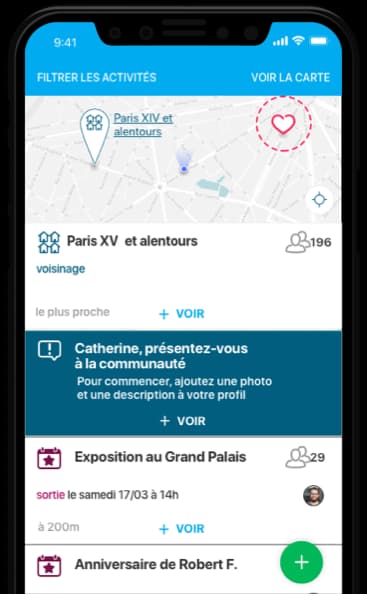 9:41
FILTRER LES ACTIVITÉS VOIR LA CARTE
Paris XIV et
alentours
Paris XV et alentours 196
voisinage
le plus proche + VOIR
Catherine, présentez-vous
à la communauté
Pour commencer, ajoutez une photo
et une description à votre profil
+ VOIR
Exposition au Grand Palais 29
sortie le samedi 17/03 à 14h
à 200m + VOIR
Anniversaire de Robert F.